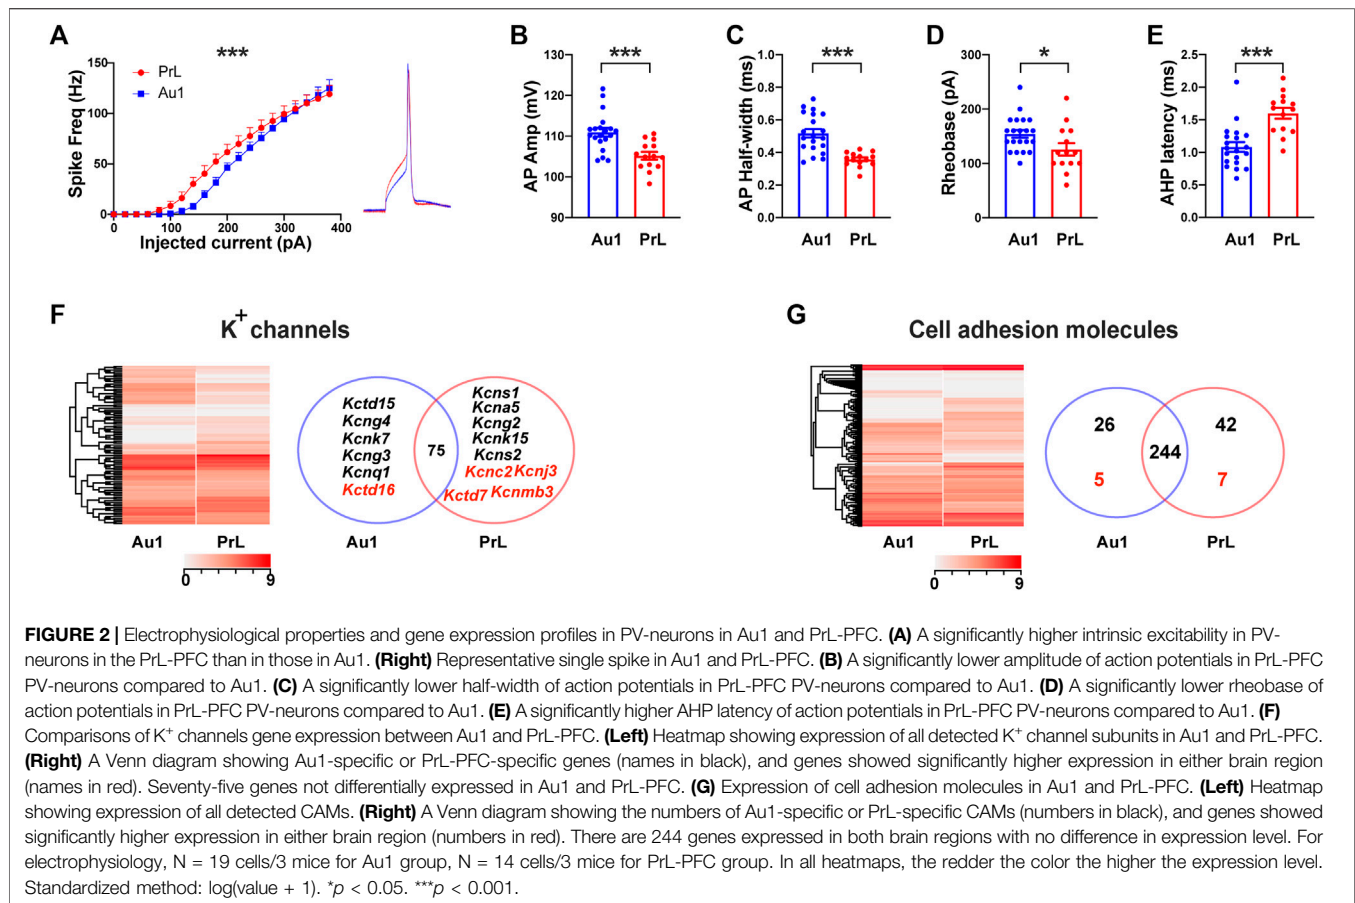 A
***
150
100
50
0
Spike Freq (Hz)
PrL
Au1
0 100 200 300 400
Injected current (pA)
B
***
130
120
110
100
90
AP Amp (mV)
Au1 PrL
C
***
1.0
0.8
0.6
0.4
0.2
0.0
AP Half-width (ms)
Au1 PrL
D
*
300
200
100
0
Rheobase (pA)
Au1 PrL
E
***
2.5
2.0
1.5
1.0
0.5
0.0
AHP latency (ms)
Au1 PrL
F
K+ channels
Au1 PrL
0 9
Kctd15
Kcng4
Kcnk7
Kcng3
Kcnq1
Kctd16
75
Kcns1
Kcna5
Kcng2
Kcnk15
Kcns2
Kcnc2 Kcnj3
Kctd7 Kcnmb3
Au1 PrL
G
Cell adhesion molecules
Au1 PrL
0 9
26 42
244
5 7
Au1 PrL
FIGURE 2 | Electrophysiological properties and gene expression profiles in PV-neurons in Au1 and PrL-PFC. (A) A significantly higher intrinsic excitability in PV-
neurons in the PrL-PFC than in those in Au1. (Right) Representative single spike in Au1 and PrL-PFC. (B) A significantly lower amplitude of action potentials in PrL-PFC
PV-neurons compared to Au1. (C) A significantly lower half-width of action potentials in PrL-PFC PV-neurons compared to Au1. (D) A significantly lower rheobase of
action potentials in PrL-PFC PV-neurons compared to Au1. (E) A significantly higher AHP latency of action potentials in PrL-PFC PV-neurons compared to Au1. (F)
Comparisons of K+ channels gene expression between Au1 and PrL-PFC. (Left) Heatmap showing expression of all detected K+ channel subunits in Au1 and PrL-PFC.
(Right) A Venn diagram showing Au1-specific or PrL-PFC-specific genes (names in black), and genes showed significantly higher expression in either brain region
(names in red). Seventy-five genes not differentially expressed in Au1 and PrL-PFC. (G) Expression of cell adhesion molecules in Au1 and PrL-PFC. (Left) Heatmap
showing expression of all detected CAMs. (Right) A Venn diagram showing the numbers of Au1-specific or PrL-specific CAMs (numbers in black), and genes showed
significantly higher expression in either brain region (numbers in red). There are 244 genes expressed in both brain regions with no difference in expression level. For
electrophysiology, N = 19 cells/3 mice for Au1 group, N = 14 cells/3 mice for PrL-PFC group. In all heatmaps, the redder the color the higher the expression level.
Standardized method: log(value + 1). *p < 0.05. ***p < 0.001.